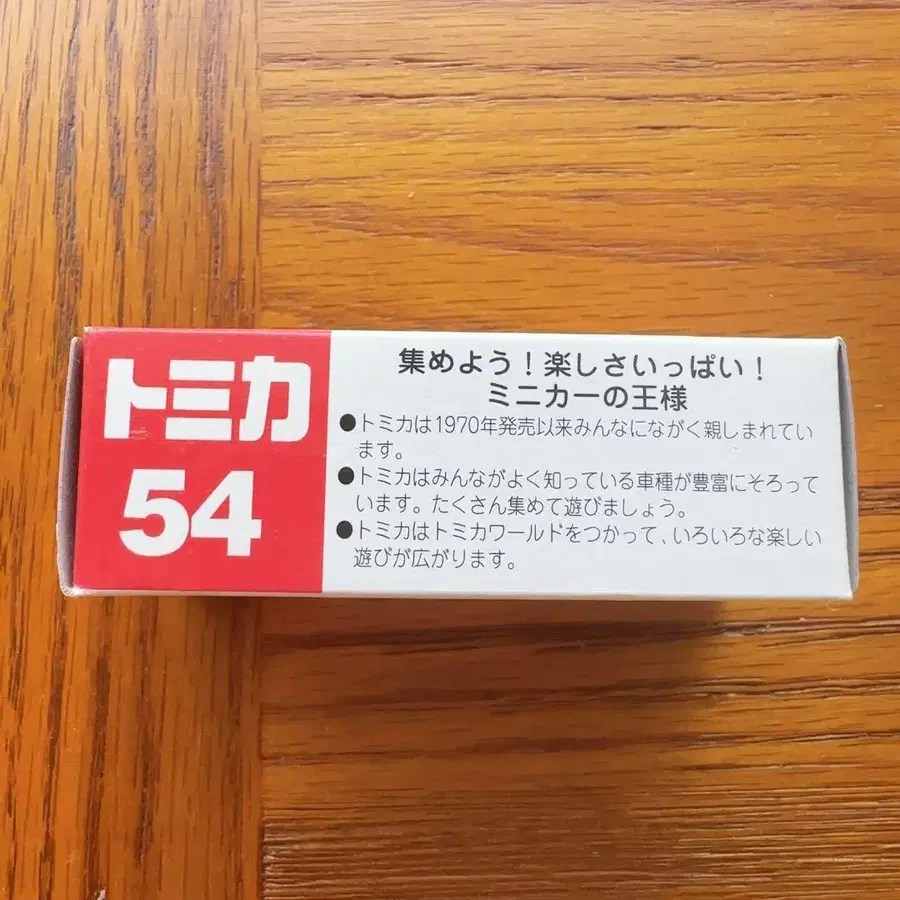 トミカ
54
集めよう！楽しさいっぱい！
ミニカーの王様
●トミカは1970年発売以来みんなにながく親しまれてい
ます。
●トミカはみんながよく知っている車種が豊富にそろって
います。たくさん集めて遊びましょう。
●トミカはトミカワールドをつかって、いろいろな楽しい
遊びが広がります。